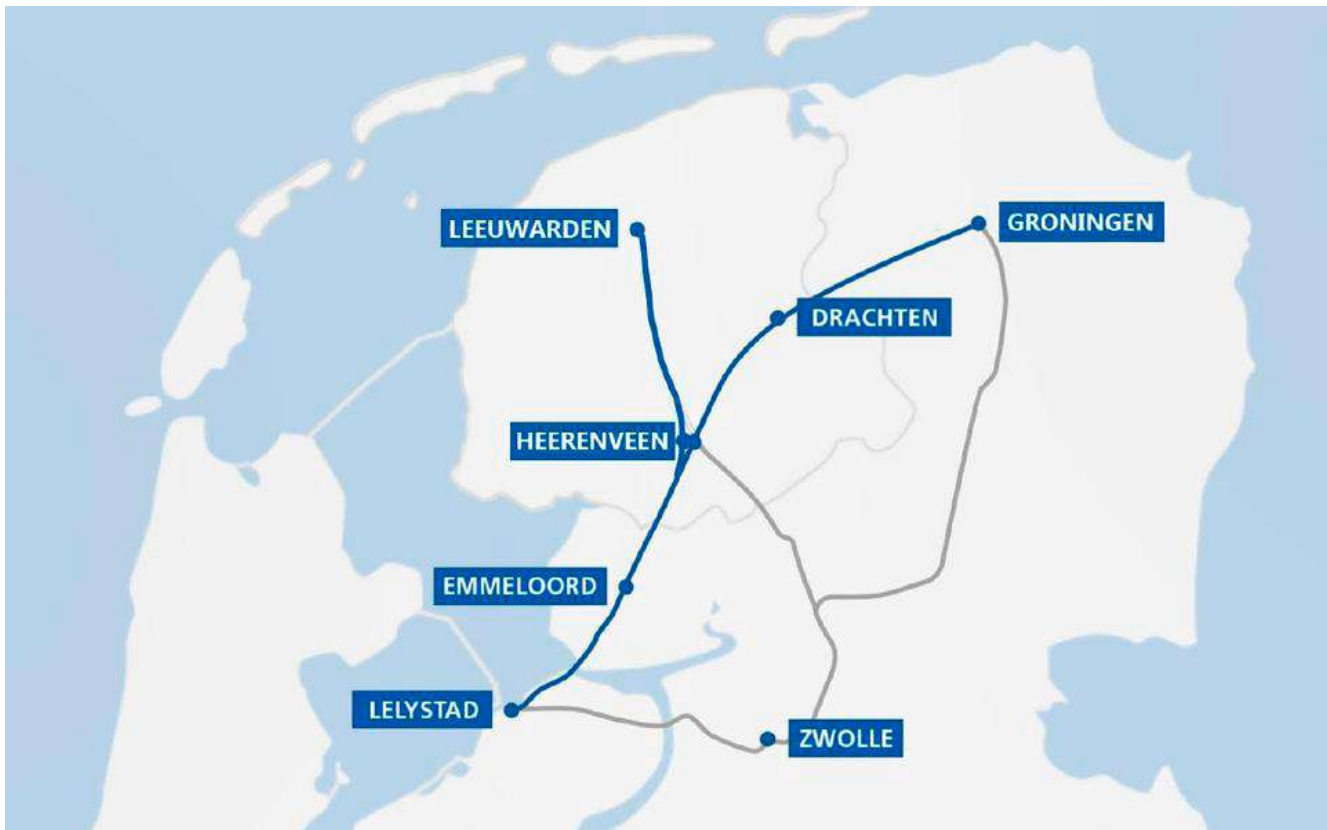 LEEUWARDEN
GRONINGEN
DRACHTEN
HEERENVEEN
EMMELOORD
LELYSTAD
ZWOLLE